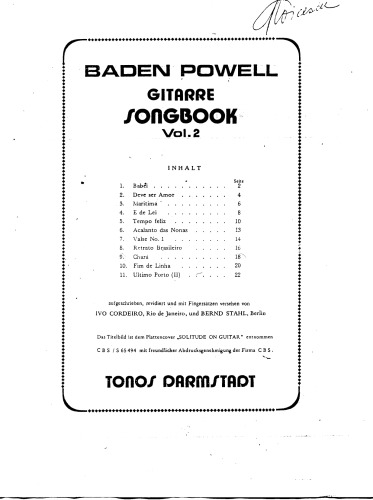 BADEN POWELL
GITARRE
SONGBOOK
Vol. 2
INHALT
Seite
1. Babel . . . . . . . . . . . 2
2. Deve ser Amor . . . . . . . . 4
3. Maritima . . . . . . . . . . 6
4. E de Lei . . . . . . . . . . 8
5. Tempo feliz . . . . . . . . . 10
6. Acalanto das Nonas . . . . . . . 13
7. Valse No. 1 . . . . . . . . . 14
8. Retrato Brasileiro . . . . . . . 16
9. Chará . . . . . . . . . . . 18
10. Fim de Linha . . . . . . . . . 20
11. Ultimo Porto (II) . . . . . . . 22
aufgeschrieben, revidiert und mit Fingersätzen versehen von
IVO CORDEIRO, Rio de Janeiro, und BERND STAHL, Berlin
Das Titelbild ist dem Plattencover „SOLITUDE ON GUITAR" entnommen
CBS / S 65 494 mit freundlicher Abdruckgenehmigung der Firma CBS.
TONOS DARMSTADT